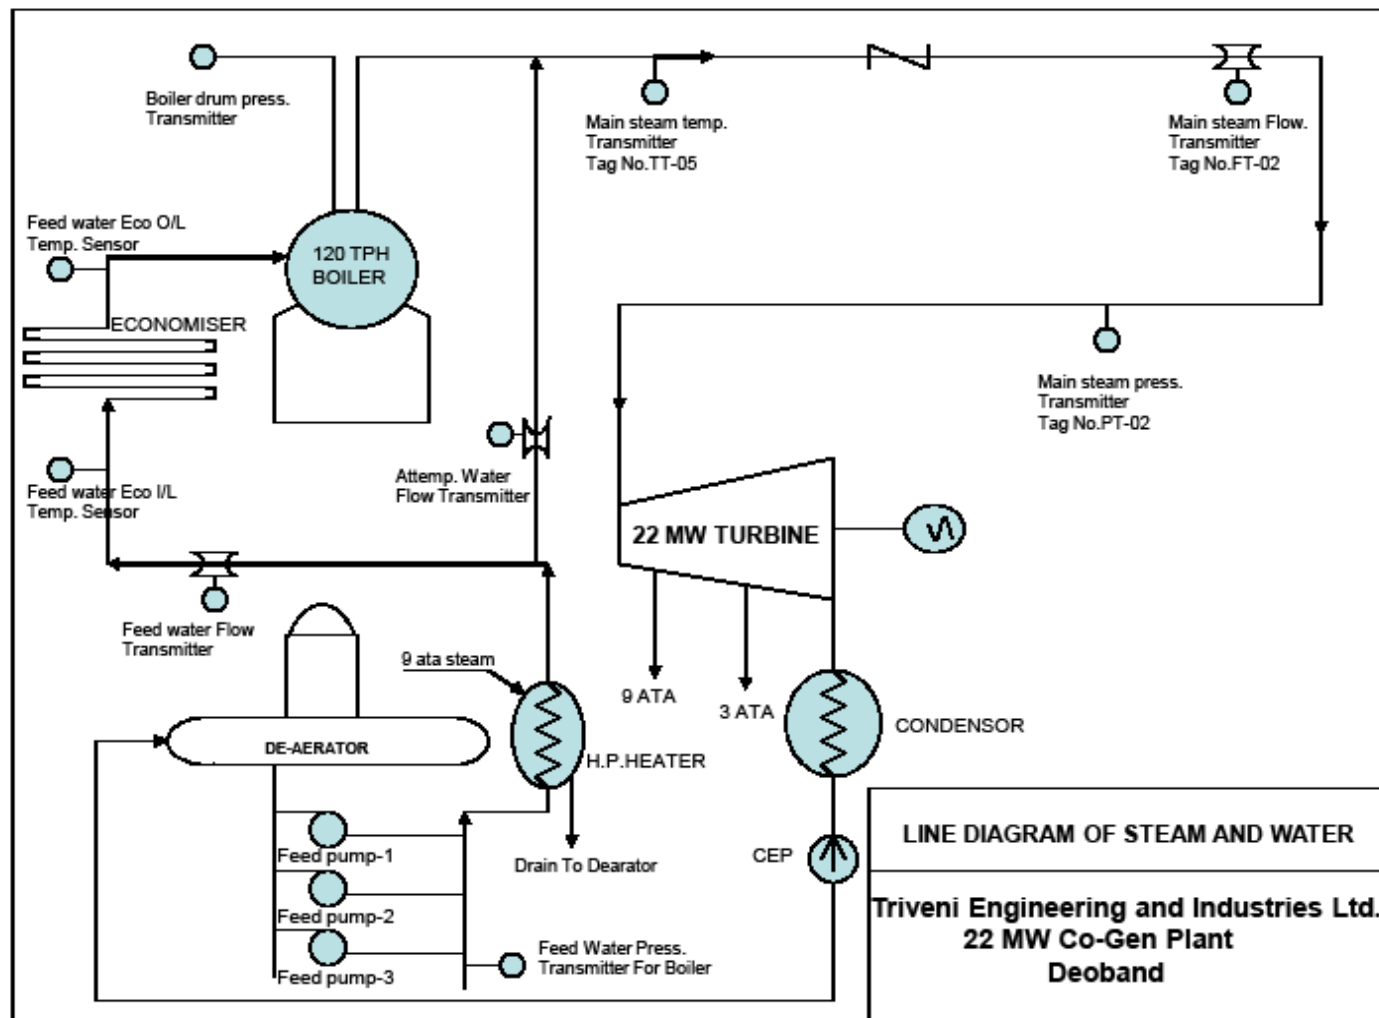 Boiler drum press.
Transmitter
Main steam temp.
Transmitter
Tag No.TT-05
Main steam Flow.
Transmitter
Tag No.FT-02
Feed water Eco O/L
Temp. Sensor
120 TPH
BOILER
ECONOMISER
Main steam press.
Transmitter
Tag No.PT-02
Feed water Eco I/L
Temp. Sensor
Attemp. Water
Flow Transmitter
22 MW TURBINE
Feed water Flow
Transmitter
9 ata steam
9 ATA
3 ATA
CONDENSOR
DE-AERATOR
H.P.HEATER
Feed pump-1
Drain To Dearator
CEP
Feed pump-2
Feed pump-3
Feed Water Press.
Transmitter For Boiler
LINE DIAGRAM OF STEAM AND WATER
Triveni Engineering and Industries Ltd.
22 MW Co-Gen Plant
Deoband